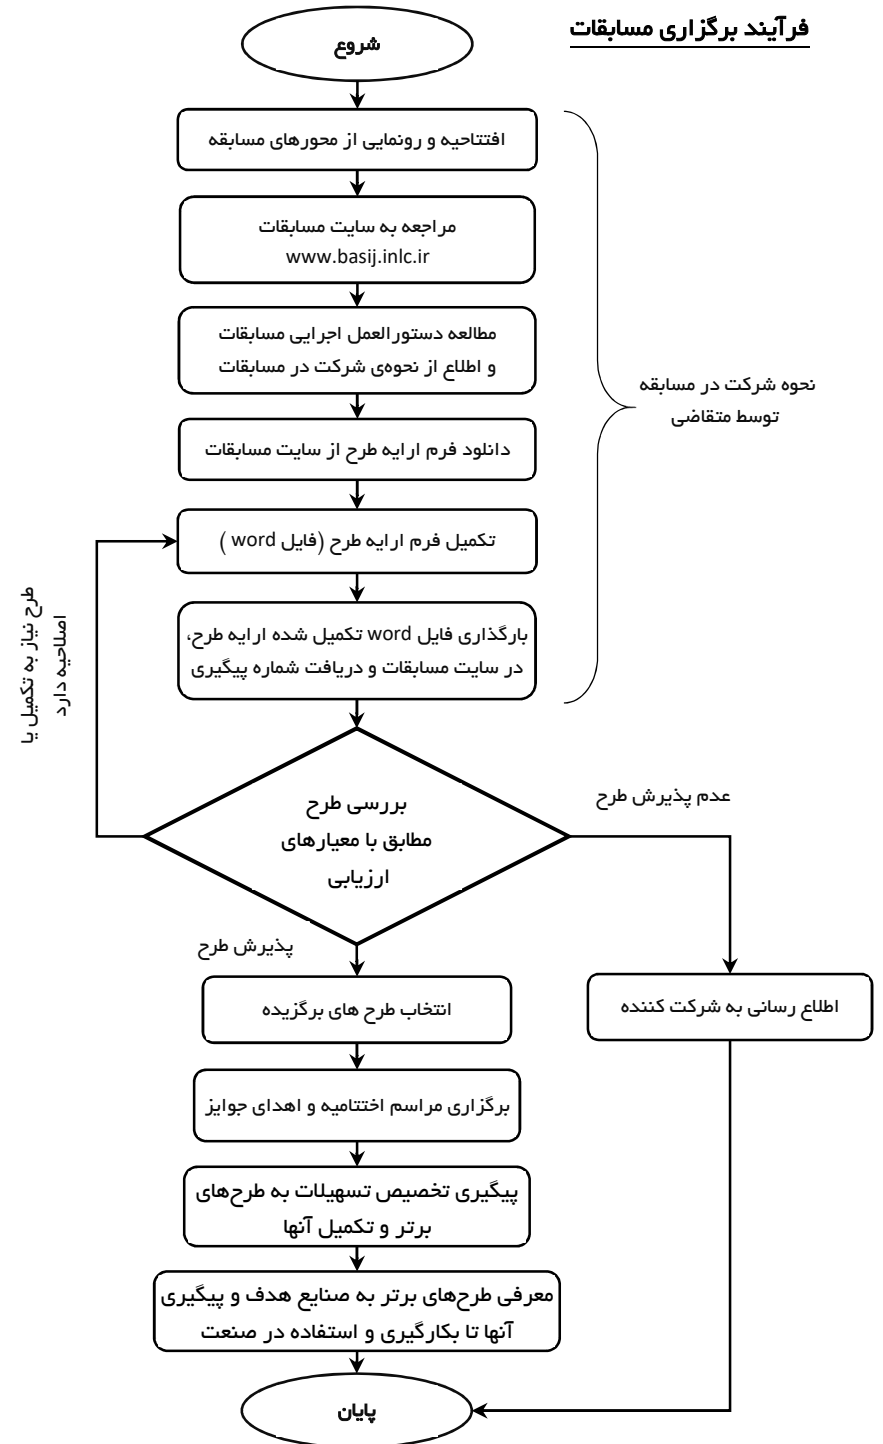 فرآیند برگزاری مسابقات
شروع
افتتاحیه و رونمایی از محورهای مسابقه
مراجعه به سایت مسابقات
www.basij.inlc.ir
مطالعه دستورالعمل اجرایی مسابقات
و اطلاع از نحوه‌ی شرکت در مسابقات
دانلود فرم ارایه طرح از سایت مسابقات
تکمیل فرم ارایه طرح (فایل word )
بارگذاری فایل word تکمیل شده ارایه طرح،
در سایت مسابقات و دریافت شماره پیگیری
نحوه شرکت در مسابقه
توسط متقاضی
طرح نیاز به تکمیل یا
اصلاحیه دارد
بررسی طرح
مطابق با معیارهای
ارزیابی
عدم پذیرش طرح
پذیرش طرح
اطلاع رسانی به شرکت کننده
انتخاب طرح های برگزیده
برگزاری مراسم اختتامیه و اهدای جوایز
پیگیری تخصیص تسهیلات به طرح‌های
برتر و تکمیل آنها
معرفی طرح‌های برتر به صنایع هدف و پیگیری
آنها تا بکارگیری و استفاده در صنعت
پایان